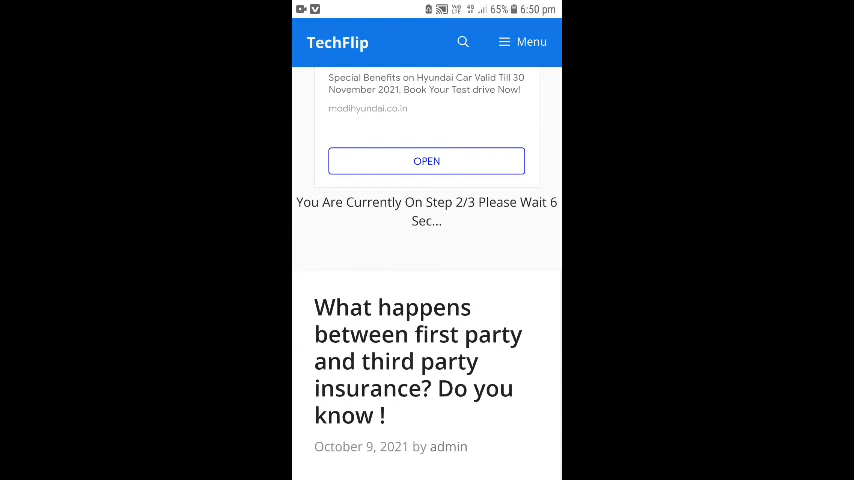 65% 6:50 pm
TechFlip
Menu
Special Benefits on Hyundai Car Valid Till 30
November 2021. Book Your Test drive Now!
modihyundai.co.in
OPEN
You Are Currently On Step 2/3 Please Wait 6
Sec...
What happens
between first party
and third party
insurance? Do you
know !
October 9, 2021 by admin